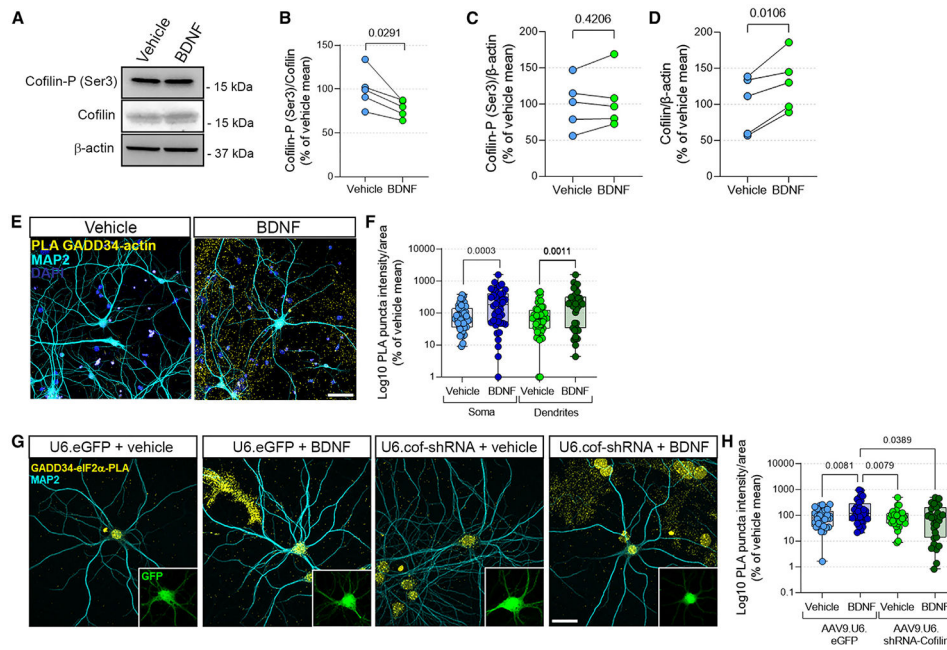 A
Vehicle
BDNF
Cofilin-P (Ser3)
- 15 kDa
Cofilin
- 15 kDa
β-actin
- 37 kDa
B
0.0291
Cofilin-P (Ser3)/Cofilin
(% of vehicle mean)
150
100
50
0
Vehicle BDNF
C
0.4206
Cofilin-P (Ser3)/β-actin
(% of vehicle mean)
200
150
100
50
0
Vehicle BDNF
D
0.0106
Cofilin/β-actin
(% of vehicle mean)
200
150
100
50
0
Vehicle BDNF
E
Vehicle
BDNF
PLA GADD34-actin
MAP2
DAPI
F
Log10 PLA puncta intensity/area
(% of vehicle mean)
10000
1000
100
10
1
0.0003
0.0011
Vehicle BDNF Vehicle BDNF
Soma Dendrites
G
U6.eGFP + vehicle
U6.eGFP + BDNF
U6.cof-shRNA + vehicle
U6.cof-shRNA + BDNF
GADD34-eIF2α-PLA
MAP2
GFP
H
Log10 PLA puncta intensity/area
(% of vehicle mean)
10000
1000
100
10
1
0.1
0.0389
0.0081
0.0079
Vehicle BDNF Vehicle BDNF
AAV9.U6. AAV9.U6.
eGFP shRNA-Cofilin